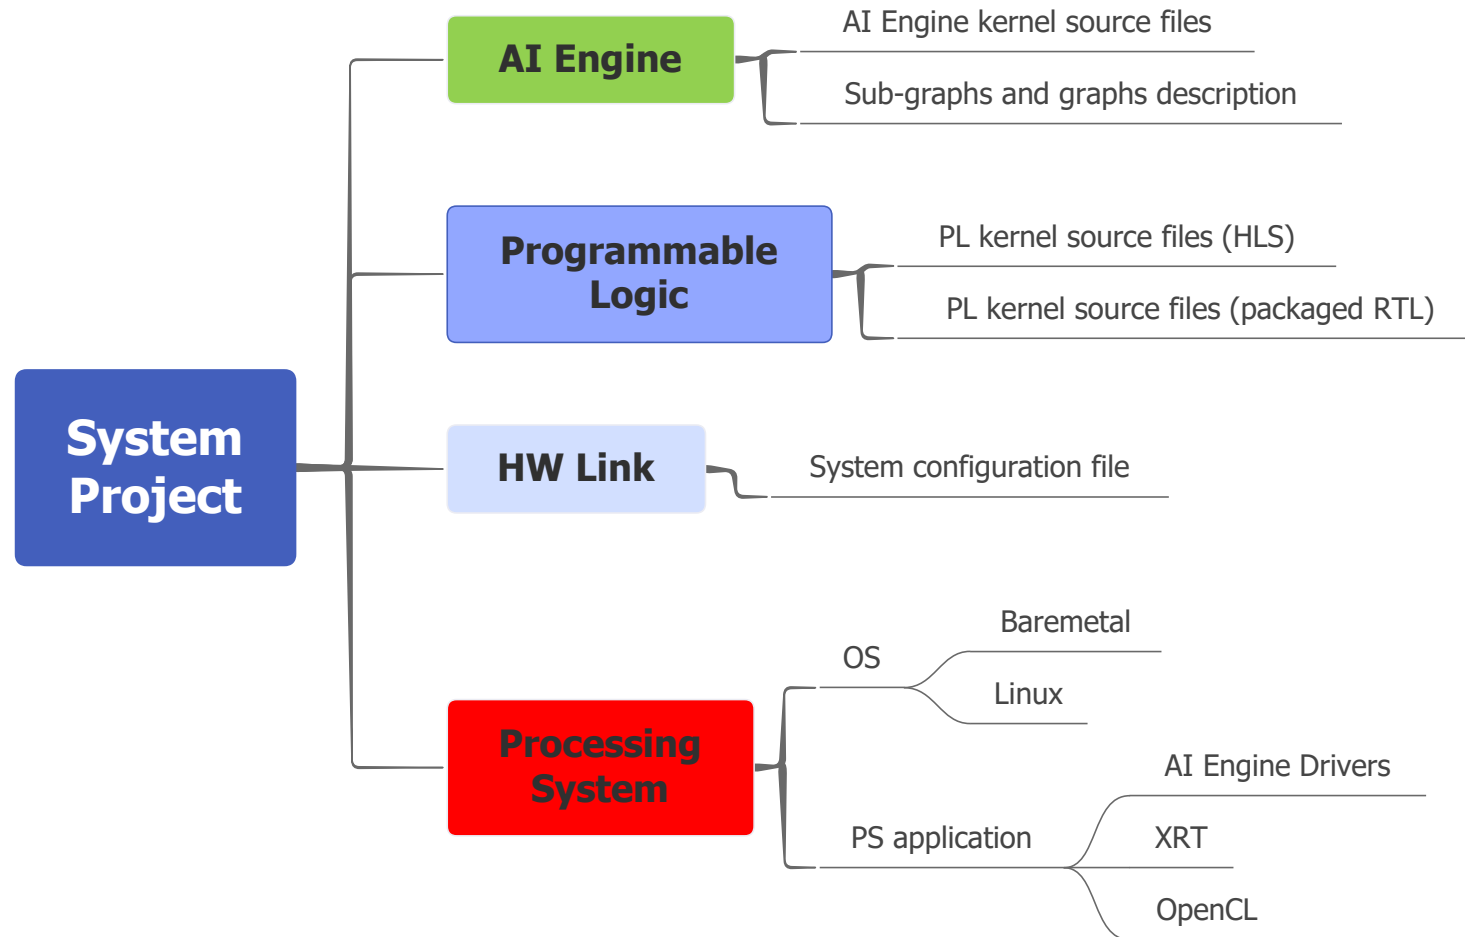 System
Project
AI Engine
AI Engine kernel source files
Sub-graphs and graphs description
Programmable
Logic
PL kernel source files (HLS)
PL kernel source files (packaged RTL)
HW Link
System configuration file
Processing
System
OS
Baremetal
Linux
PS application
AI Engine Drivers
XRT
OpenCL